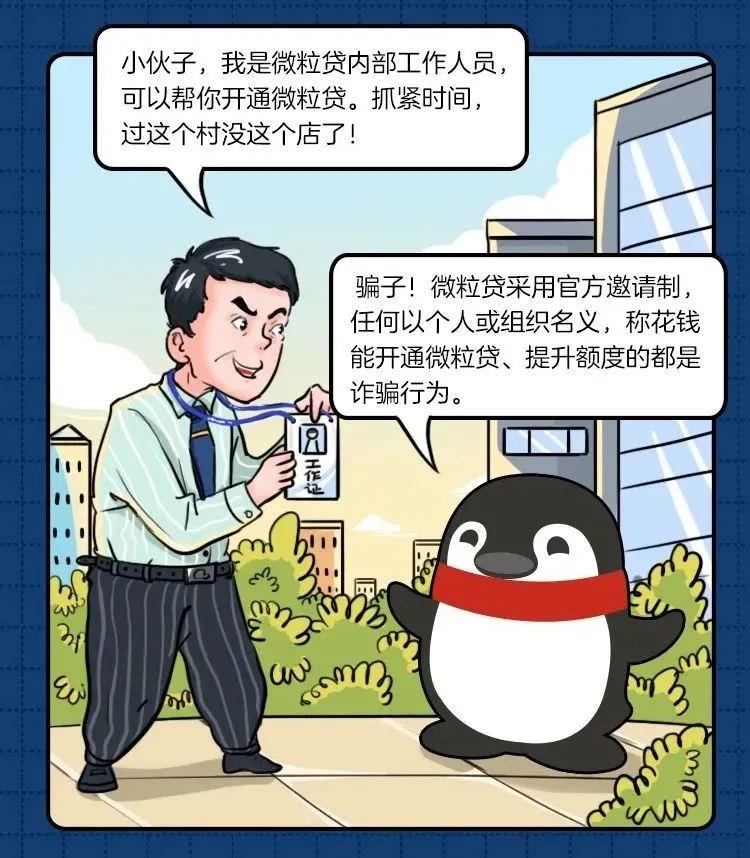 小伙子，我是微粒贷内部工作人员，
可以帮你开通微粒贷。抓紧时间，
过这个村没这个店了！
骗子！微粒贷采用官方邀请制，
任何以个人或组织名义，称花钱
能开通微粒贷、提升额度的都是
诈骗行为。
工作证